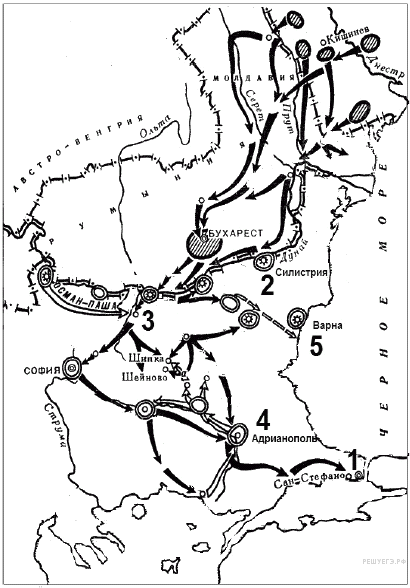 Кишинев
Днестр
МОЛДАВИЯ
Серет
Прут
АВСТРО-ВЕНГРИЯ
Ольта
РУМЫНИЯ
БУХАРЕСТ
Дунай
2
СИЛИСТРИЯ
ОСМАН-ПАША
3
Варна
5
ЧЕРНОЕ МОРЕ
Шипка
Шейново
СОФИЯ
Струма
4
Адрианополь
1
Сан-Стефано
РЕШУЕГЭ.РФ